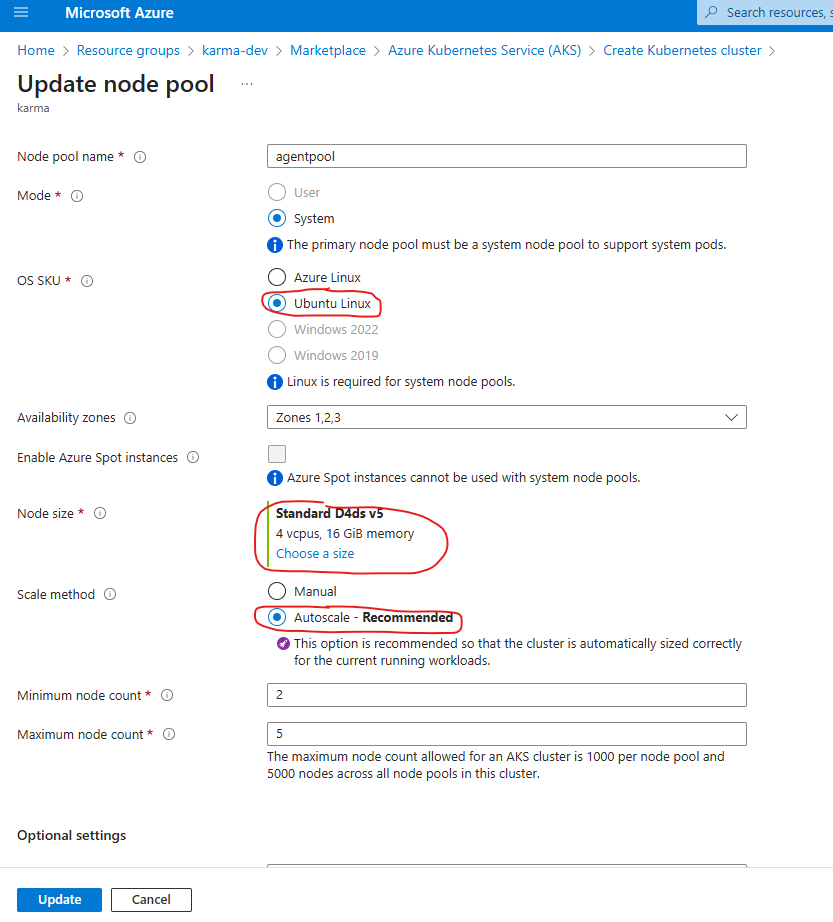 Microsoft Azure
Search resources, s
Home > Resource groups > karma-dev > Marketplace > Azure Kubernetes Service (AKS) > Create Kubernetes cluster >
Update node pool ...
karma
Node pool name *
agentpool
Mode *
User
System
The primary node pool must be a system node pool to support system pods.
OS SKU *
Azure Linux
Ubuntu Linux
Windows 2022
Windows 2019
Linux is required for system node pools.
Availability zones
Zones 1,2,3
Enable Azure Spot instances
Azure Spot instances cannot be used with system node pools.
Node size *
Standard D4ds v5
4 vcpus, 16 GiB memory
Choose a size
Scale method
Manual
Autoscale - Recommended
This option is recommended so that the cluster is automatically sized correctly
for the current running workloads.
Minimum node count *
2
Maximum node count *
5
The maximum node count allowed for an AKS cluster is 1000 per node pool and
5000 nodes across all node pools in this cluster.
Optional settings
Update
Cancel